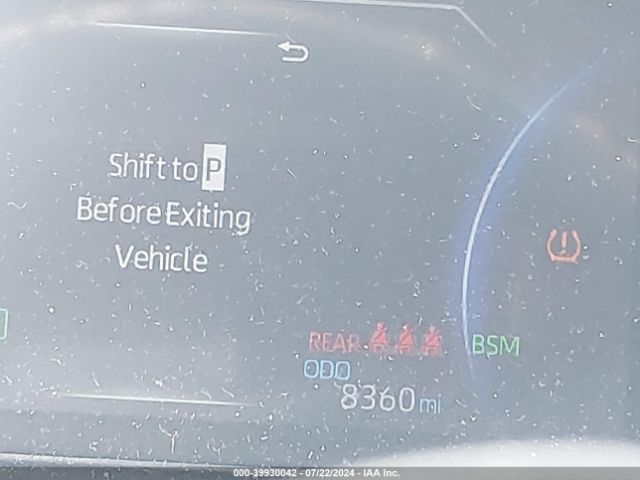 Shift to P
Before Exiting
Vehicle
REAR
BSM
ODO
8360 mi
000-39930042 - 07/22/2024 - IAA Inc.